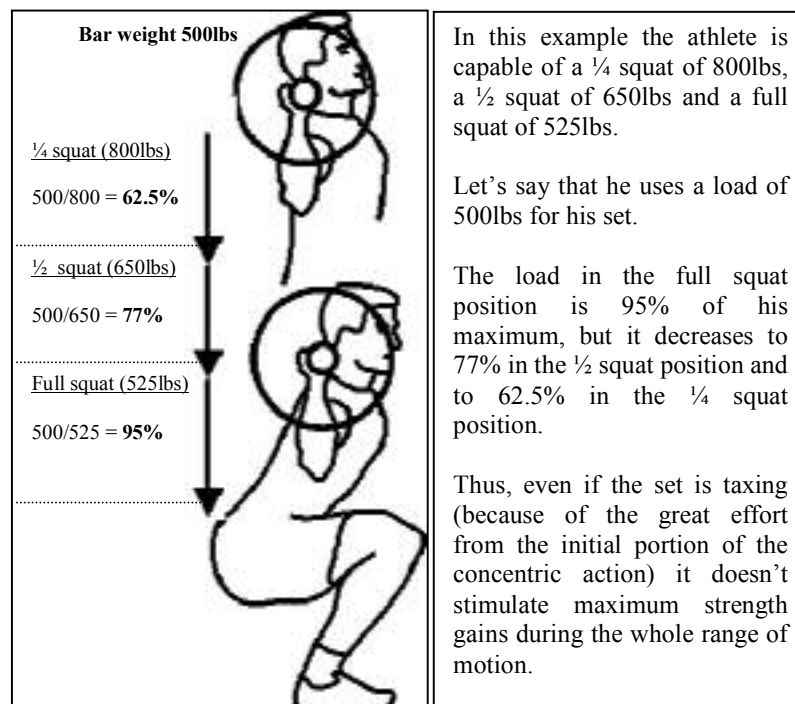 Bar weight 500lbs
¼ squat (800lbs)
500/800 = 62.5%
½ squat (650lbs)
500/650 = 77%
Full squat (525lbs)
500/525 = 95%
In this example the athlete is
capable of a ¼ squat of 800lbs,
a ½ squat of 650lbs and a full
squat of 525lbs.
Let’s say that he uses a load of
500lbs for his set.
The load in the full squat
position is 95% of his
maximum, but it decreases to
77% in the ½ squat position and
to 62.5% in the ¼ squat
position.
Thus, even if the set is taxing
(because of the great effort
from the initial portion of the
concentric action) it doesn’t
stimulate maximum strength
gains during the whole range of
motion.